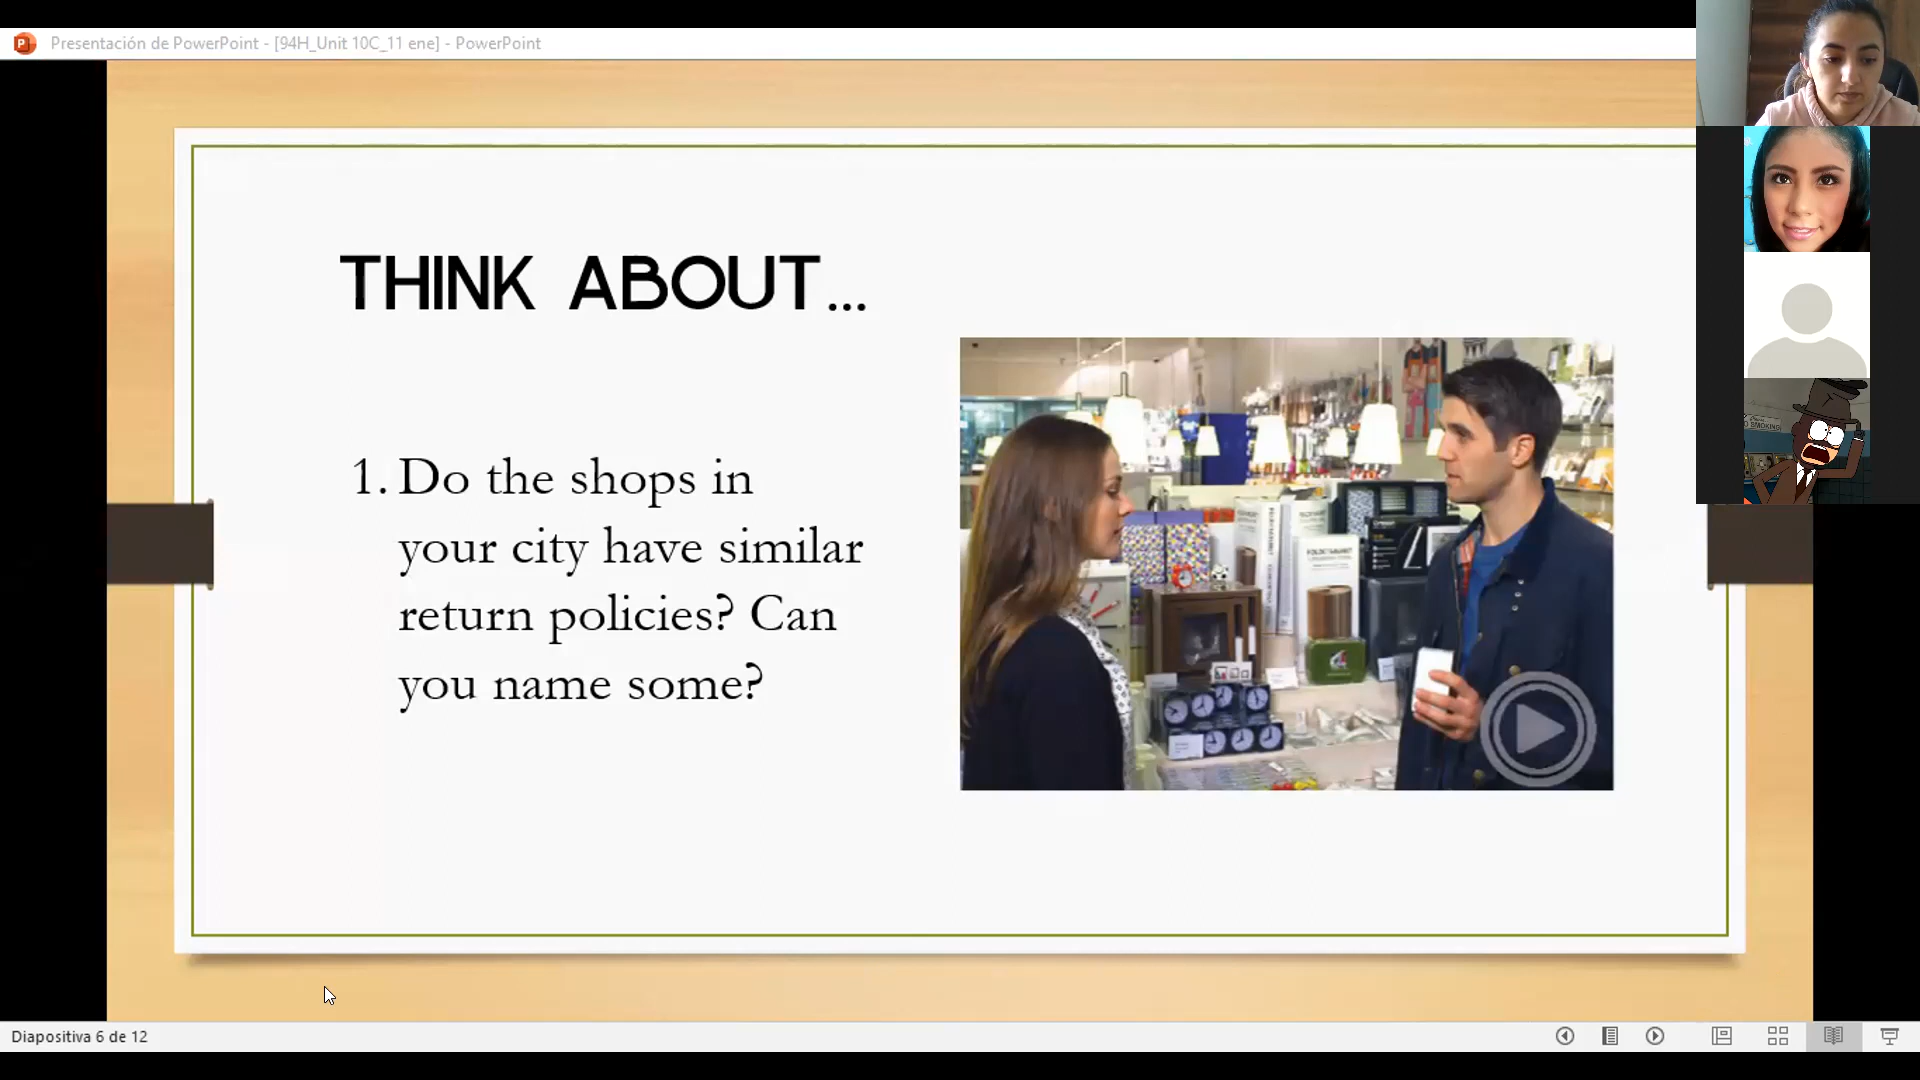 Presentación de PowerPoint - [94H_Unit 10C_11 ene] - PowerPoint
THINK ABOUT...
1. Do the shops in
your city have similar
return policies? Can
you name some?
Diapositiva 6 de 12